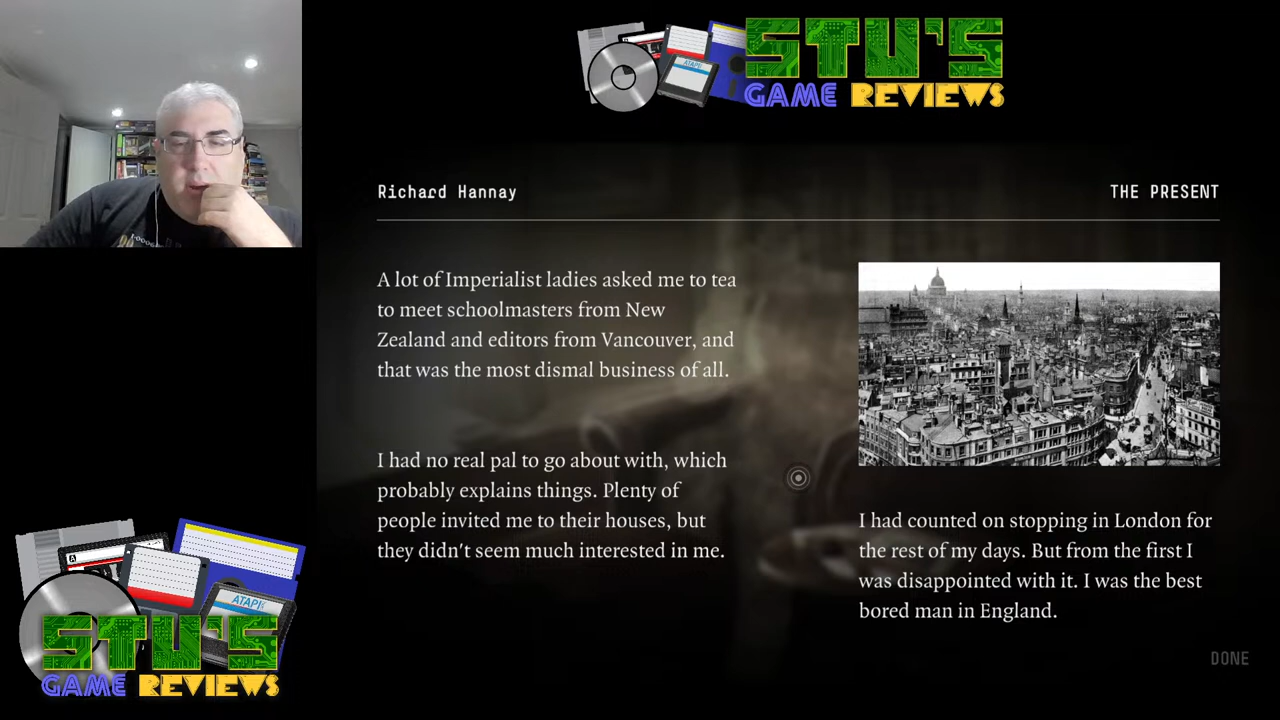 STU'S
GAME REVIEWS
Richard Hannay
THE PRESENT
A lot of Imperialist ladies asked me to tea
to meet schoolmasters from New
Zealand and editors from Vancouver, and
that was the most dismal business of all.
I had no real pal to go about with, which
probably explains things. Plenty of
people invited me to their houses, but
they didn't seem much interested in me.
I had counted on stopping in London for
the rest of my days. But from the first I
was disappointed with it. I was the best
bored man in England.
DONE
A
ATAPI
STU'S
GAME REVIEWS